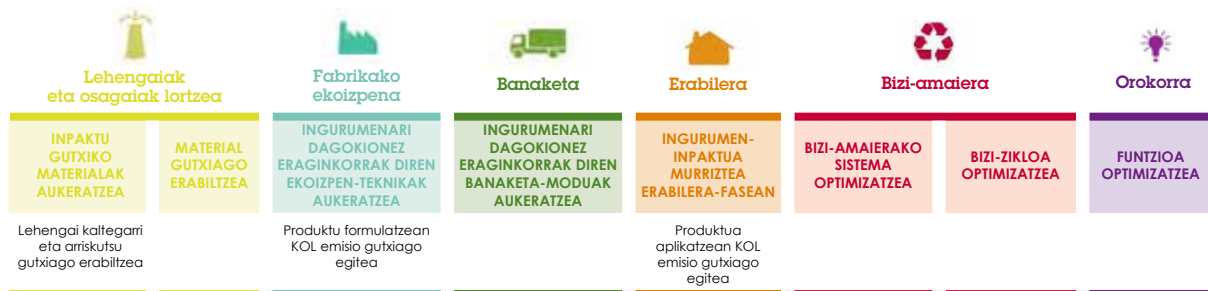 Lehengaiak
eta osagaiak lortzea
Fabrikako
ekoizpena
Banaketa
Erabilera
Bizi-amaiera
Orokorra
INPAKTU
GUTXIKO
MATERIALAK
AUKERATZEA
MATERIAL
GUTXIAGO
ERABILTZEA
INGURUMENARI
DAGOKIONEZ
ERAGINKORRAK DIREN
EKOIZPEN-TEKNIKAK
AUKERATZEA
INGURUMENARI
DAGOKIONEZ
ERAGINKORRAK DIREN
BANAKETA-MODUAK
AUKERATZEA
INGURUMEN-
INPAKTUA
MURRIZTEA
ERABILERA-FASEAN
BIZI-AMAIERAKO
SISTEMA
OPTIMIZATZEA
BIZI-ZIKLOA
OPTIMIZATZEA
FUNTZIOA
OPTIMIZATZEA
Lehengai kaltegarri
eta arriskutsu
gutxiago erabiltzea
Produktu formulatzean
KOL emisio gutxiago
egitea
Produktua
aplikatzean KOL
emisio gutxiago
egitea